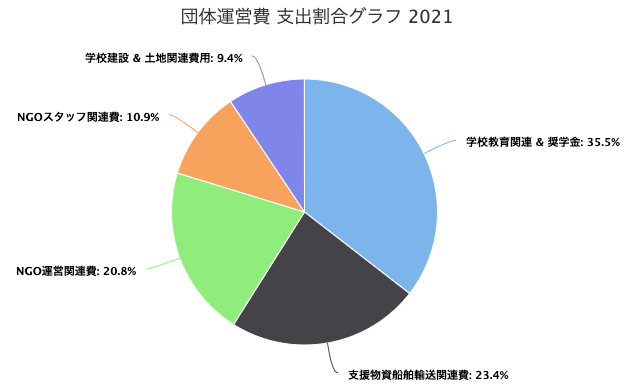 団体運営費 支出割合グラフ 2021
学校建設 & 土地関連費用: 9.4%
NGOスタッフ関連費: 10.9%
学校教育関連 & 奨学金: 35.5%
NGO運営関連費: 20.8%
支援物資船舶輸送関連費: 23.4%